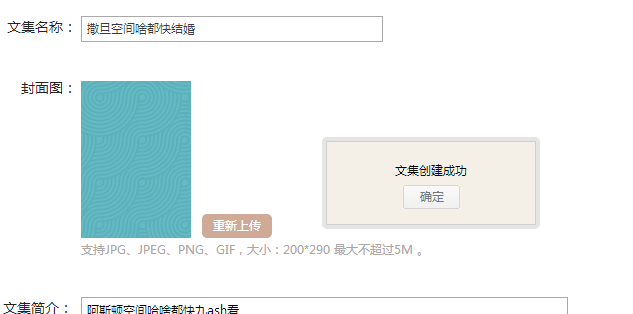 文集名称：
撒旦空间啥都快结婚
封面图：
文集创建成功
确定
重新上传
支持JPG、JPEG、PNG、GIF，大小：200*290 最大不超过5M 。
文集简介：
阿斯顿空间哈啥都快九ash看